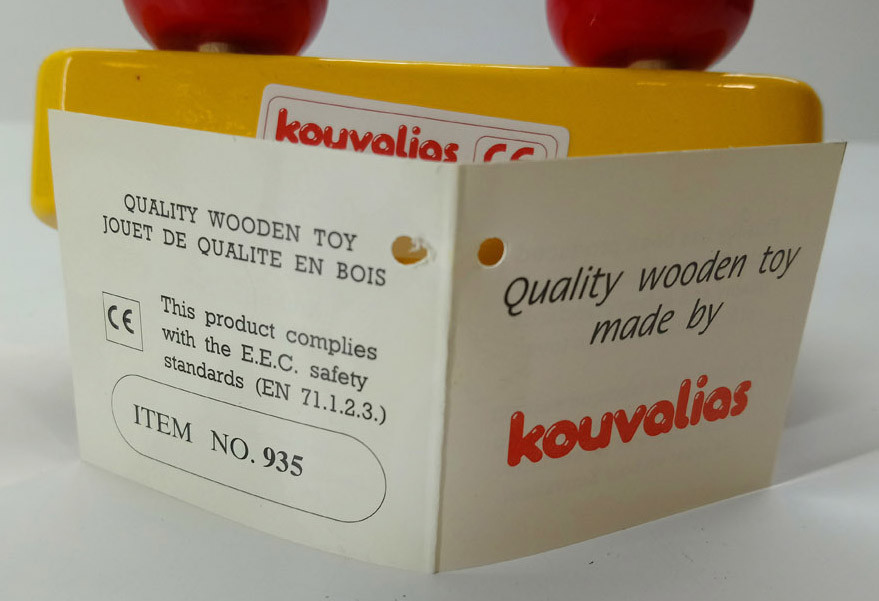 kouvalias CE
QUALITY WOODEN TOY
JOUET DE QUALITE EN BOIS
CE
This product complies
with the E.E.C. safety
standards (EN 71.1.2.3.)
ITEM NO. 935
Quality wooden toy
made by
kouvalias